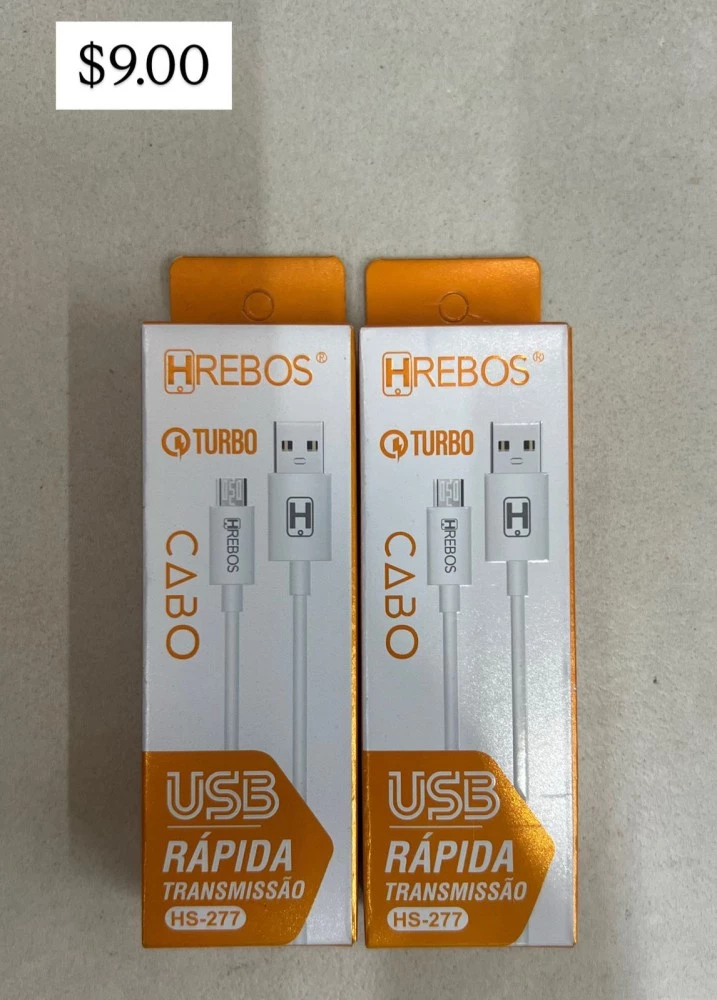 $9.00
HREBOS®
TURBO
HREBOS
H
CABO
USB
RÁPIDA
TRANSMISSÃO
HS-277
HREBOS®
TURBO
HREBOS
H
CABO
USB
RÁPIDA
TRANSMISSÃO
HS-277